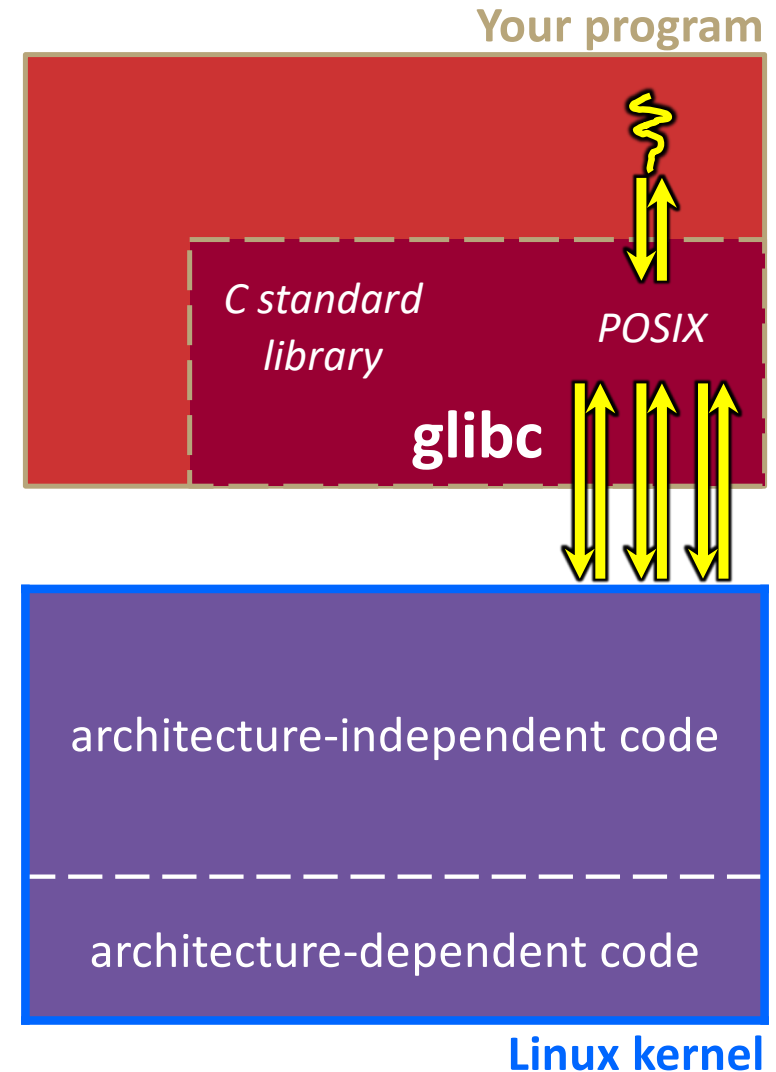 Your program
C standard
library
POSIX
glibc
architecture-independent code
architecture-dependent code
Linux kernel